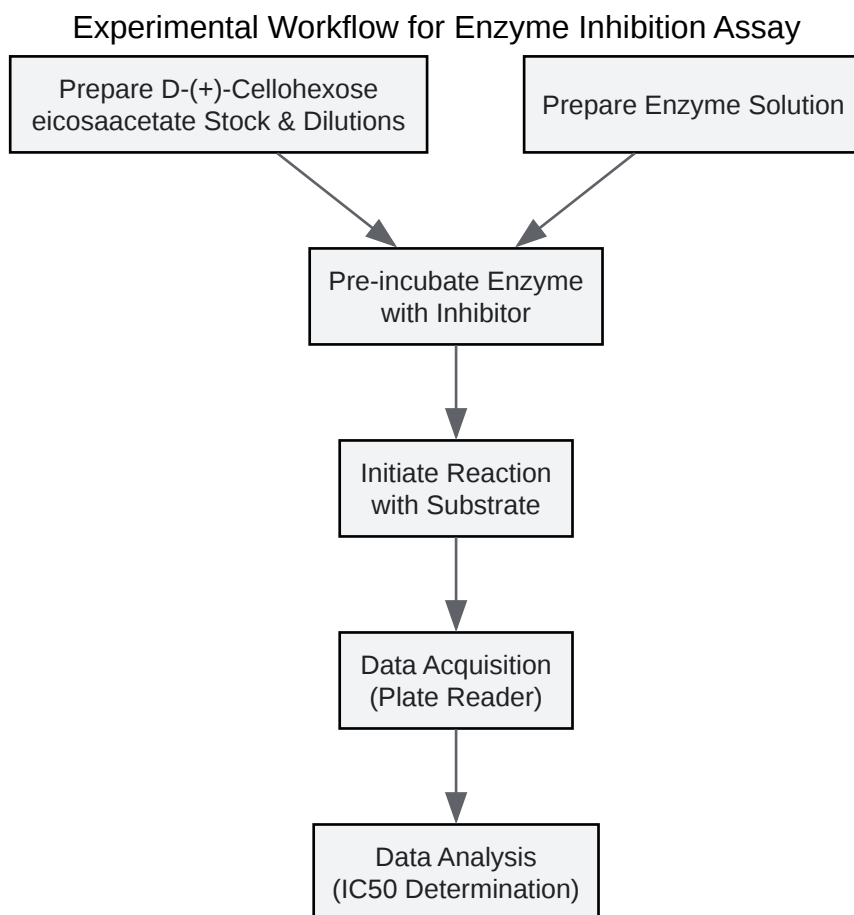 Experimental Workflow for Enzyme Inhibition Assay
Prepare D-(+)-Cellohexose
eicosaacetate Stock & Dilutions
Prepare Enzyme Solution
Pre-incubate Enzyme
with Inhibitor
Initiate Reaction
with Substrate
Data Acquisition
(Plate Reader)
Data Analysis
(IC50 Determination)